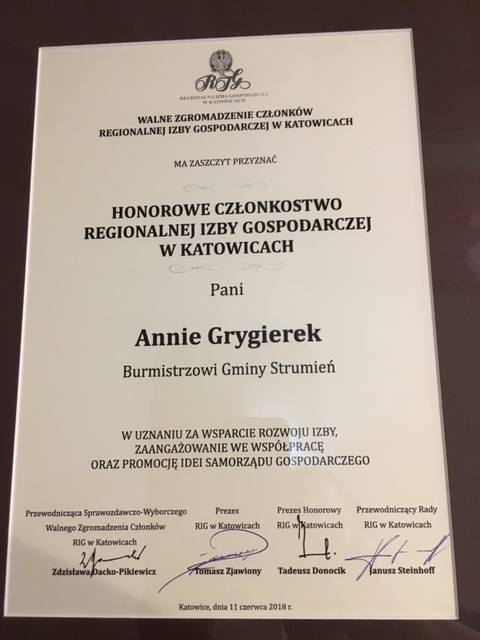 RIG
REGIONALNA IZBA GOSPODARCZA
W KATOWICACH
WALNE ZGROMADZENIE CZŁONKÓW
REGIONALNEJ IZBY GOSPODARCZEJ W KATOWICACH
MA ZASZCZYT PRZYZNAĆ
HONOROWE CZŁONKOSTWO
REGIONALNEJ IZBY GOSPODARCZEJ
W KATOWICACH
Pani
Annie Grygierek
Burmistrzowi Gminy Strumień
W UZNANIU ZA WSPARCIE ROZWOJU IZBY,
ZAANGAŻOWANIE WE WSPÓŁPRACĘ
ORAZ PROMOCJĘ IDEI SAMORZĄDU GOSPODARCZEGO
Przewodnicząca Sprawozdawczo-Wyborczego
Walnego Zgromadzenia Członków
RIG w Katowicach
Zdzisława Dacko-Pikiewicz
Prezes
RIG w Katowicach
Tomasz Zjawiony
Prezes Honorowy
RIG w Katowicach
Tadeusz Donocik
Przewodniczący Rady
RIG w Katowicach
Janusz Steinhoff
Katowice, dnia 11 czerwca 2018 r.